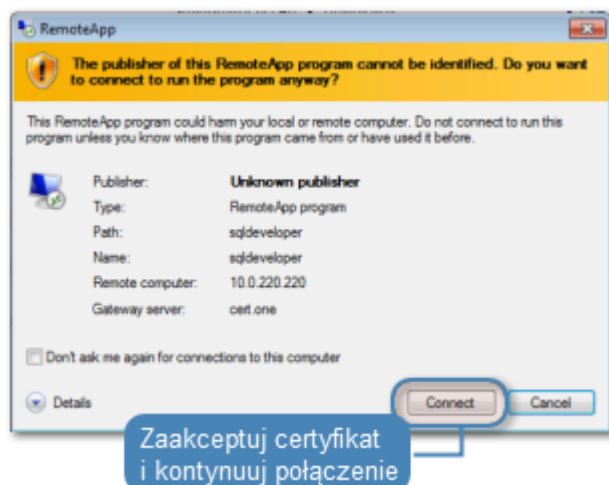 RemoteApp
The publisher of this RemoteApp program cannot be identified. Do you want
to connect to run the program anyway?
This RemoteApp program could harm your local or remote computer. Do not connect to run this
program unless you know where this program came from or have used it before.
Publisher: Unknown publisher
Type: RemoteApp program
Path: sqldeveloper
Name: sqldeveloper
Remote computer: 10.0.220.220
Gateway server: cert.one
Don't ask me again for connections to this computer
Details Connect Cancel
Zaakceptuj certyfikat
i kontynuuj połączenie